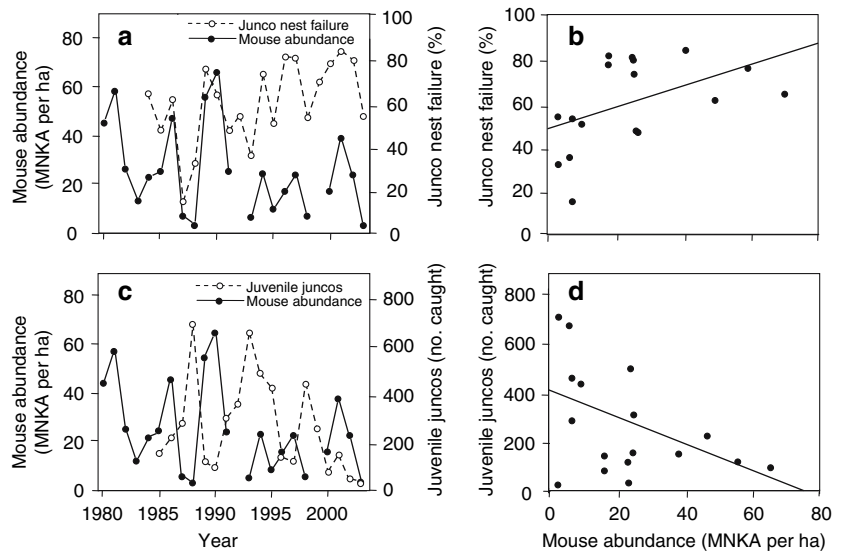 a
Junco nest failure
Mouse abundance
Mouse abundance
(MNKA per ha)
80
60
40
20
0
100
80
60
40
20
0
Junco nest failure (%)
b
Junco nest failure (%)
100
80
60
40
20
0
c
Juvenile juncos
Mouse abundance
Mouse abundance
(MNKA per ha)
80
60
40
20
0
800
600
400
200
0
Juvenile juncos (no. caught)
1980 1985 1990 1995 2000
Year
d
Juvenile juncos (no. caught)
800
600
400
200
0
0 20 40 60 80
Mouse abundance (MNKA per ha)